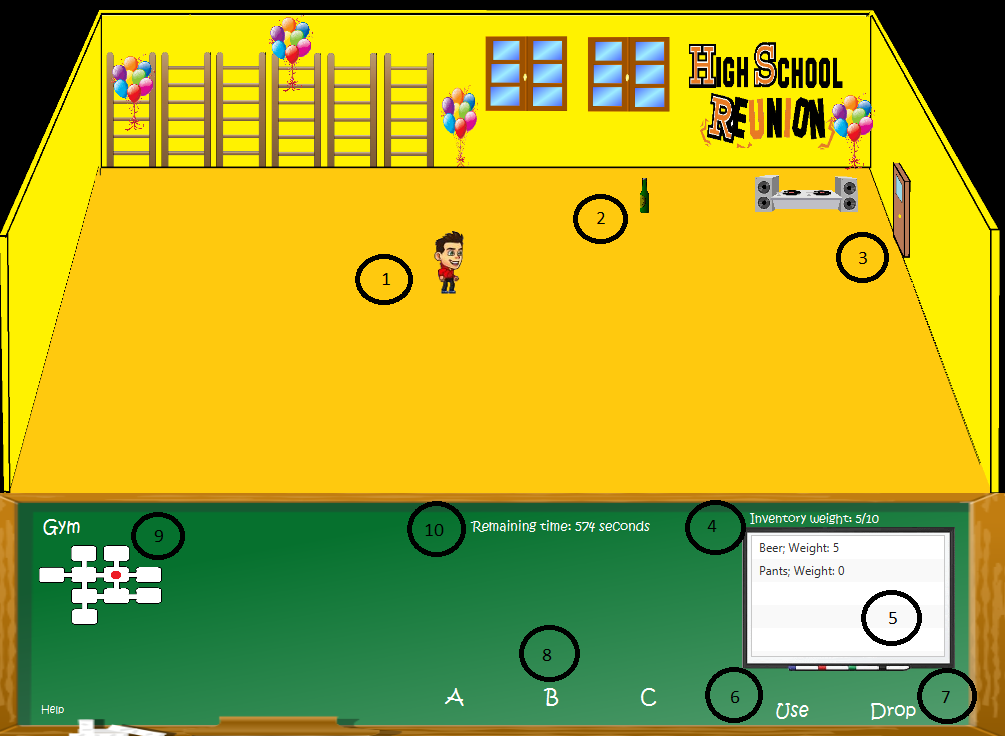 HIGH SCHOOL
REUNION
2
1
3
Gym
9
10
Remaining time: 574 seconds
4
Inventory weight: 5/10
Beer; Weight: 5
Pants; Weight: 0
5
8
A
B
C
6
Use
Drop
7
Help